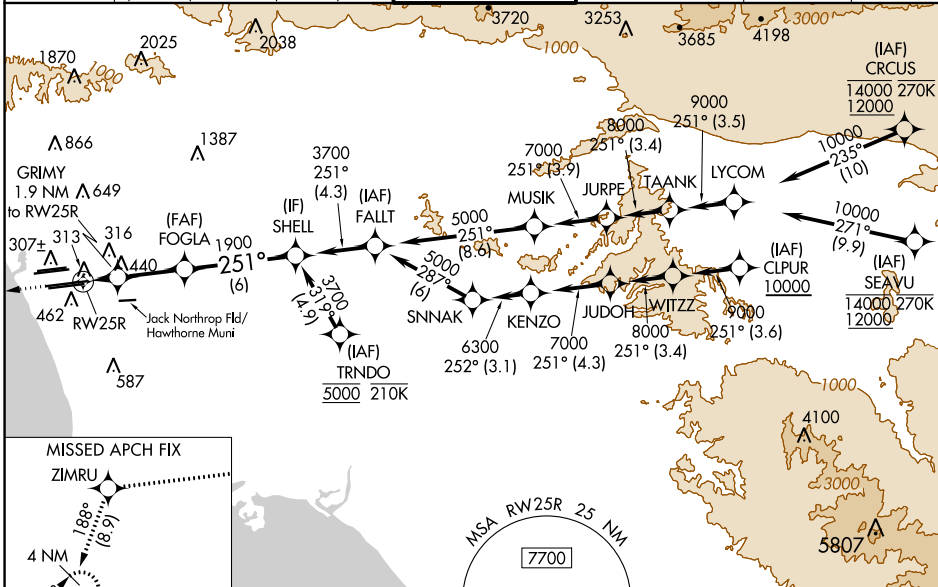 3720
3253
3685
4198
3000
2038
2025
1870
1000
1000
(IAF)
CRCUS
14000 270K
12000
866
1387
9000
251° (3.5)
8000
251° (3.4)
7000
251° (3.9)
10000
235°
(10)
GRIMY
1.9 NM
to RW25R
649
3700
251°
(4.3)
(IAF)
FALLT
(IF)
SHELL
(FAF)
FOGLA
MUSIK
JURPE
TAANK
LYCOM
5000
251°
(8.6)
10000
271°
(9.9)
307±
313
316
440
1900
251°
(6)
5000
287°
(6)
(IAF)
CLPUR
10000
(IAF)
SEAVU
14000 270K
12000
462
RW25R
Jack Northrop Fld/
Hawthorne Muni
3700
319°
(4.9)
SNNAK
KENZO
JUDOH
WITZZ
9000
251° (3.6)
8000
251° (3.4)
7000
251° (4.3)
6300
252° (3.1)
(IAF)
TRNDO
5000 210K
587
1000
4100
3000
5807
MISSED APCH FIX
ZIMRU
188°
(8.9)
4 NM
MSA RW25R 25 NM
7700